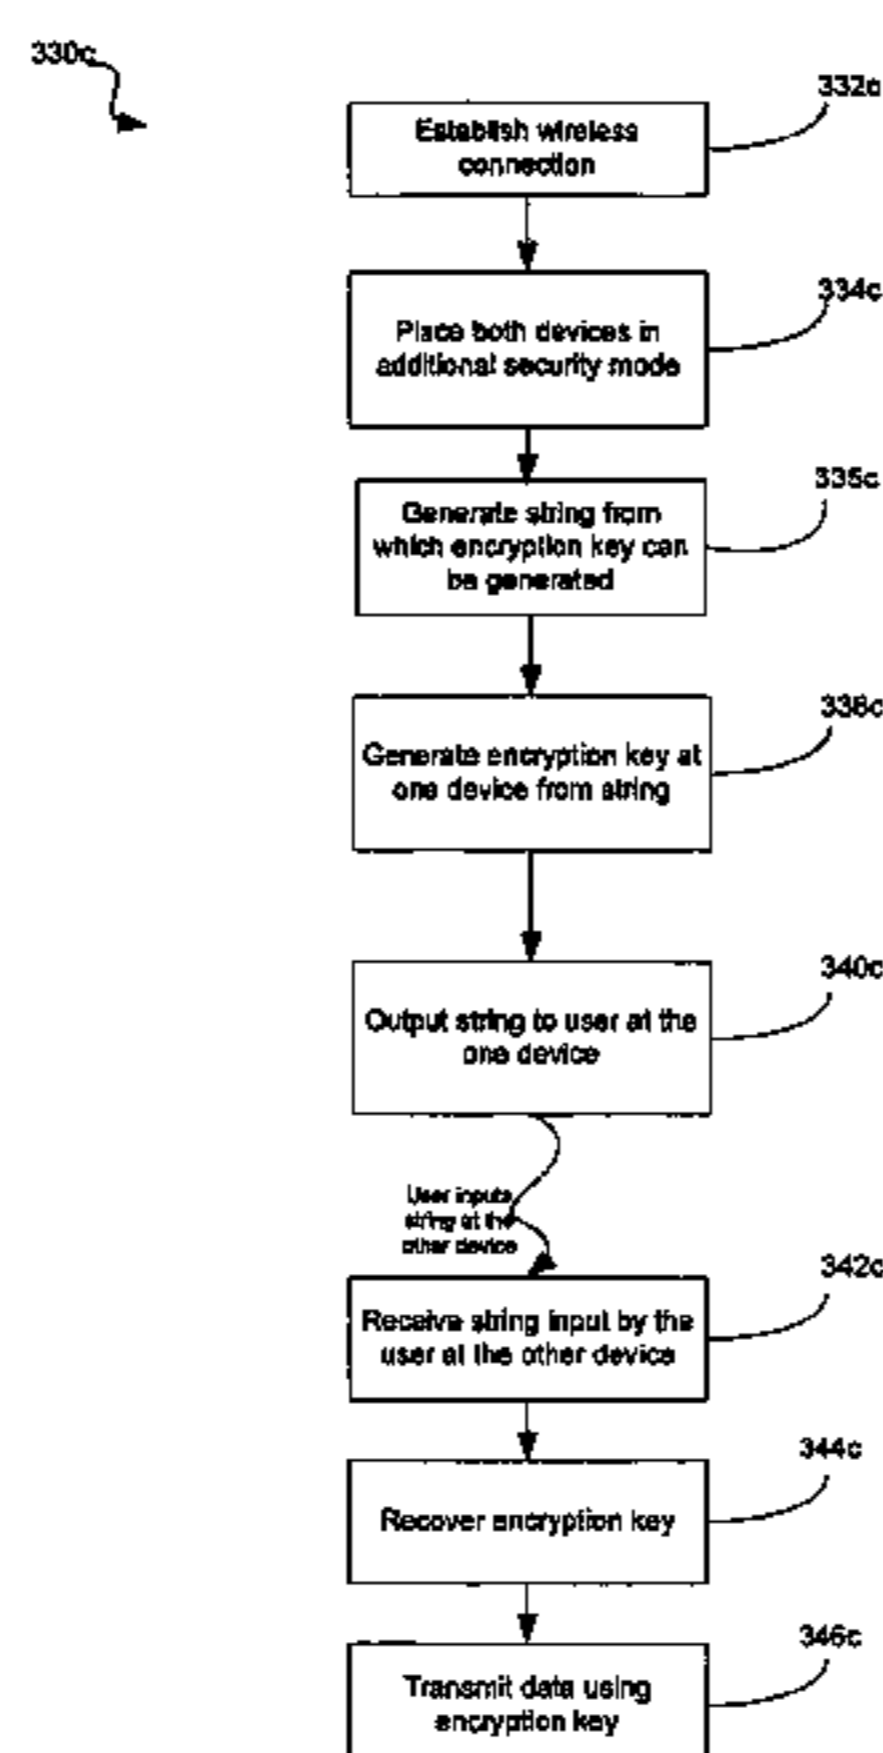 330c
332c
Establish wireless
connection
334c
Place both devices in
additional security mode
335c
Generate string from
which encryption key can
be generated
338c
Generate encryption key at
one device from string
340c
Output string to user at the
one device
User inputs
string at the
other device
342c
Receive string input by the
user at the other device
344c
Recover encryption key
346c
Transmit data using
encryption key